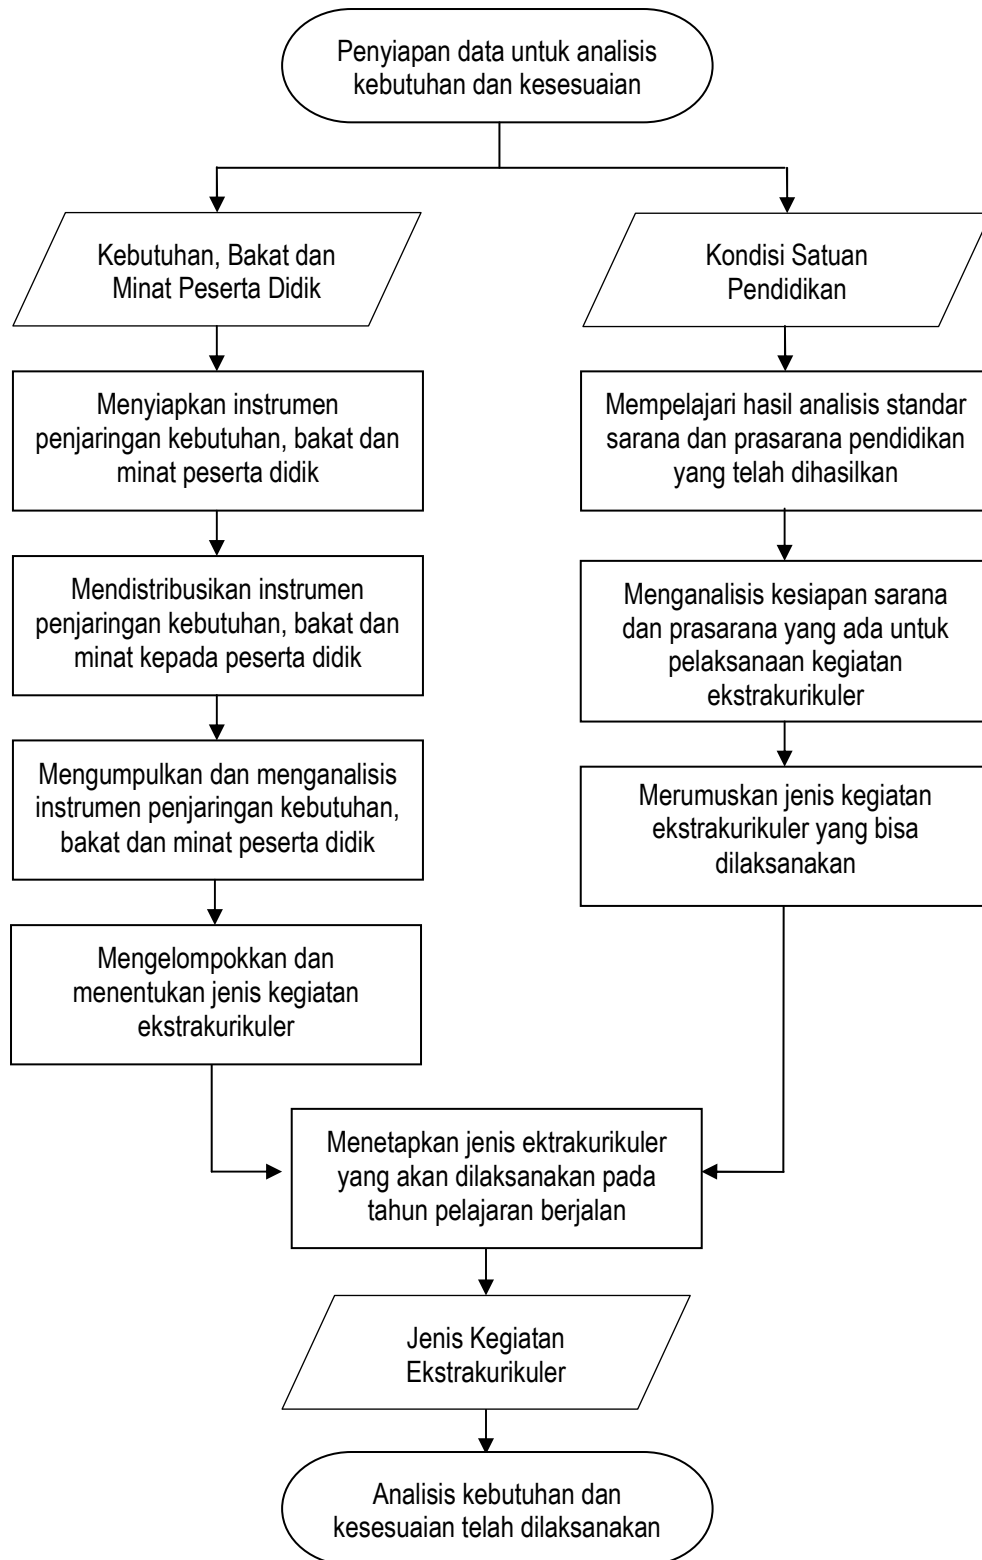 Penyiapan data untuk analisis
kebutuhan dan kesesuaian
Kebutuhan, Bakat dan
Minat Peserta Didik
Menyiapkan instrumen
penjaringan kebutuhan, bakat dan
minat peserta didik
Mendistribusikan instrumen
penjaringan kebutuhan, bakat dan
minat kepada peserta didik
Mengumpulkan dan menganalisis
instrumen penjaringan kebutuhan,
bakat dan minat peserta didik
Mengelompokkan dan
menentukan jenis kegiatan
ekstrakurikuler
Kondisi Satuan
Pendidikan
Mempelajari hasil analisis standar
sarana dan prasarana pendidikan
yang telah dihasilkan
Menganalisis kesiapan sarana
dan prasarana yang ada untuk
pelaksanaan kegiatan
ekstrakurikuler
Merumuskan jenis kegiatan
ekstrakurikuler yang bisa
dilaksanakan
Menetapkan jenis ektrakurikuler
yang akan dilaksanakan pada
tahun pelajaran berjalan
Jenis Kegiatan
Ekstrakurikuler
Analisis kebutuhan dan
kesesuaian telah dilaksanakan